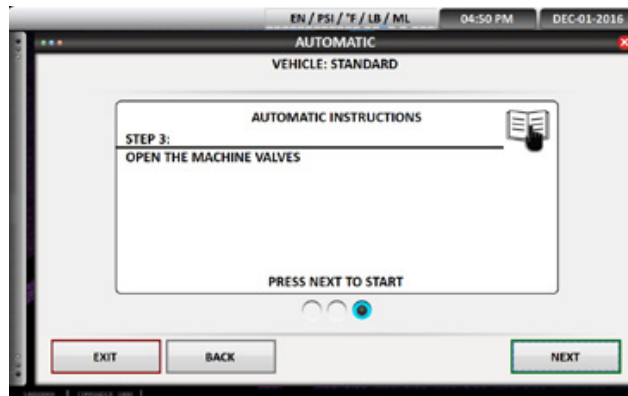 EN / PSI / °F / LB / ML 04:50 PM DEC-01-2016
AUTOMATIC
VEHICLE: STANDARD
AUTOMATIC INSTRUCTIONS
STEP 3:
OPEN THE MACHINE VALVES
PRESS NEXT TO START
EXIT BACK NEXT